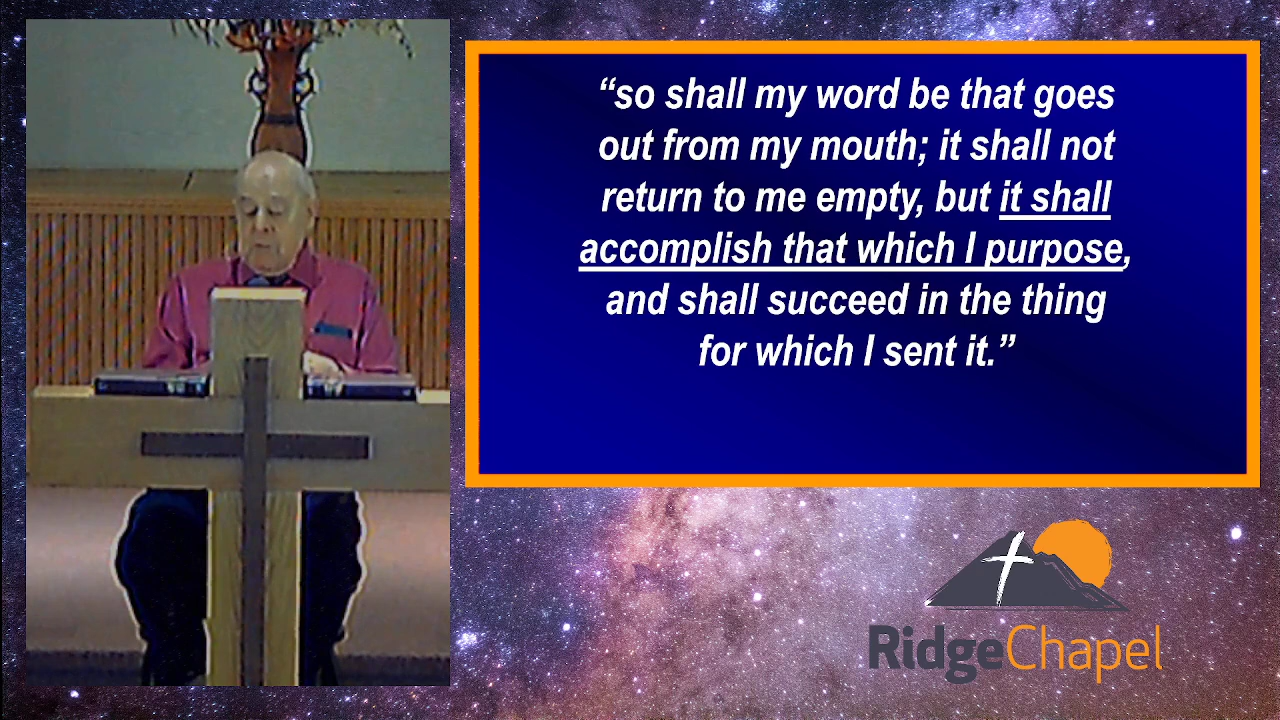 “so shall my word be that goes
out from my mouth; it shall not
return to me empty, but it shall
accomplish that which I purpose,
and shall succeed in the thing
for which I sent it.”
RidgeChapel